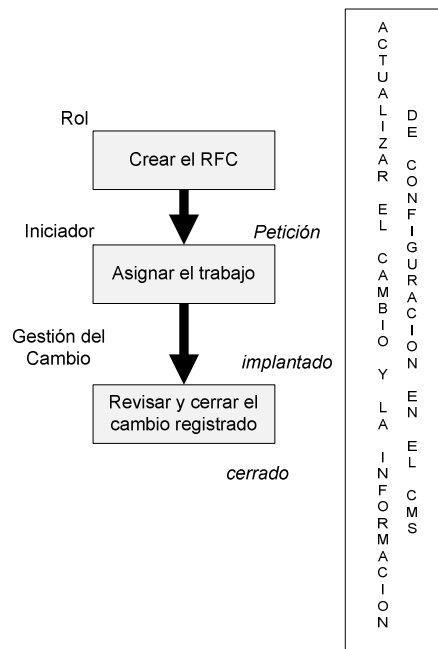 Rol
Crear el RFC
Iniciador
Petición
Asignar el trabajo
Gestión del
Cambio
implantado
Revisar y cerrar el
cambio registrado
cerrado
ACTUALIZAR EL CAMBIO Y LA INFORMACION
DE CONFIGURACION EN EL CMS